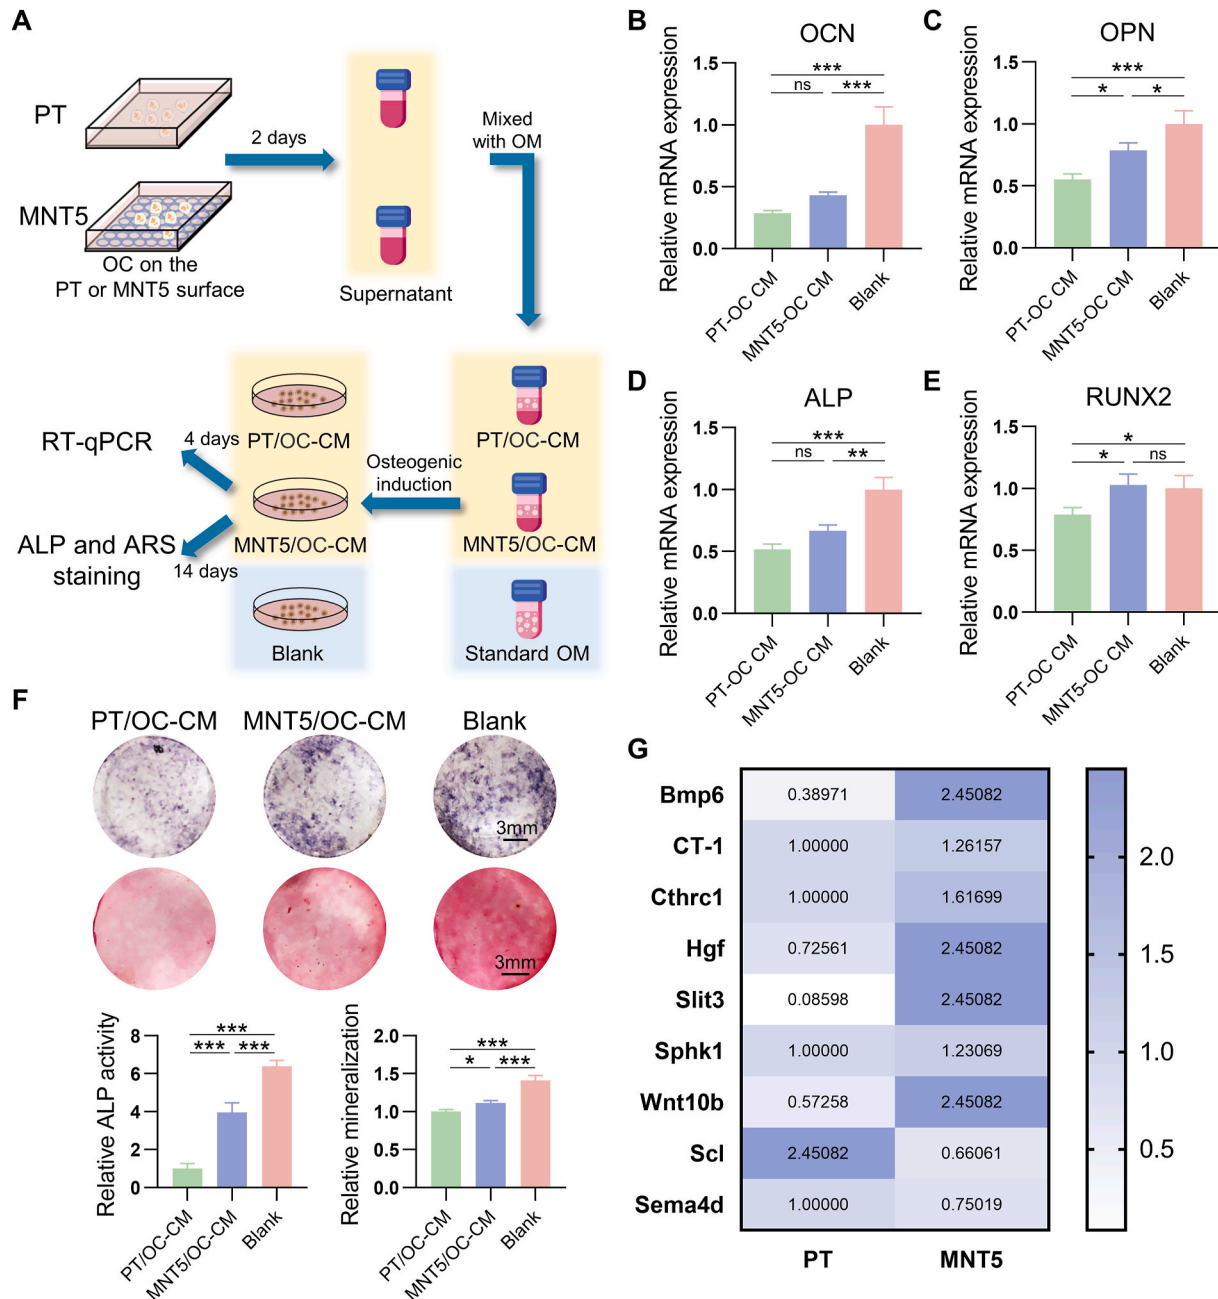 A
PT
MNT5
OC on the
PT or MNT5 surface
2 days
Supernatant
Mixed
with OM
RT-qPCR
4 days
PT/OC-CM
Osteogenic
induction
PT/OC-CM
MNT5/OC-CM
MNT5/OC-CM
ALP and ARS
staining
14 days
Blank
Standard OM
B
OCN
Relative mRNA expression
1.5
1.0
0.5
0.0
***
ns
***
PT-OC CM
MNT5-OC CM
Blank
C
OPN
Relative mRNA expression
1.5
1.0
0.5
0.0
***
*
*
PT-OC CM
MNT5-OC CM
Blank
D
ALP
Relative mRNA expression
1.5
1.0
0.5
0.0
***
ns
**
PT-OC CM
MNT5-OC CM
Blank
E
RUNX2
Relative mRNA expression
1.5
1.0
0.5
0.0
*
*
ns
PT-OC CM
MNT5-OC CM
Blank
F
PT/OC-CM MNT5/OC-CM Blank
3mm
3mm
Relative ALP activity
8
6
4
2
0
***
***
***
PT/OC-CM
MNT5/OC-CM
Blank
Relative mineralization
2.0
1.5
1.0
0.5
0.0
***
*
***
PT/OC-CM
MNT5/OC-CM
Blank
G
Bmp6 0.38971 2.45082
CT-1 1.00000 1.26157
Cthrc1 1.00000 1.61699
Hgf 0.72561 2.45082
Slit3 0.08598 2.45082
Sphk1 1.00000 1.23069
Wnt10b 0.57258 2.45082
Scl 2.45082 0.66061
Sema4d 1.00000 0.75019
PT MNT5
2.0
1.5
1.0
0.5